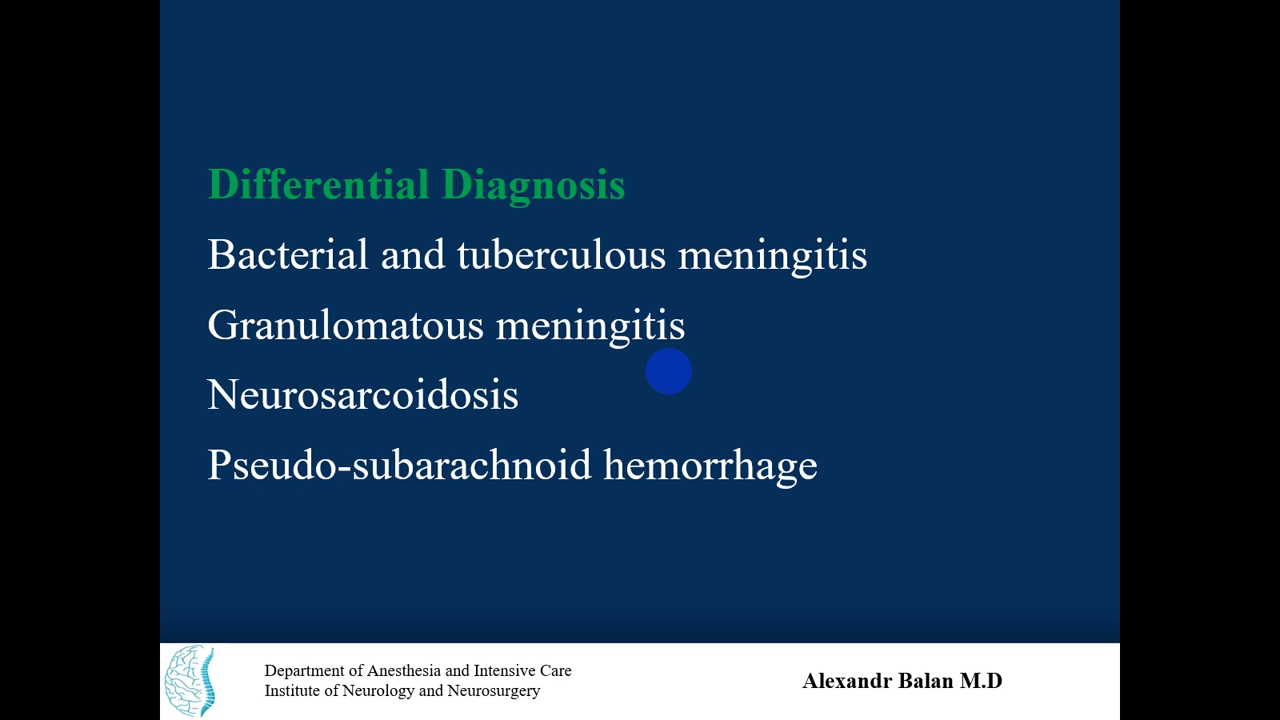 Differential Diagnosis
Bacterial and tuberculous meningitis
Granulomatous meningitis
Neurosarcoidosis
Pseudo-subarachnoid hemorrhage
Department of Anesthesia and Intensive Care
Institute of Neurology and Neurosurgery
Alexandr Balan M.D